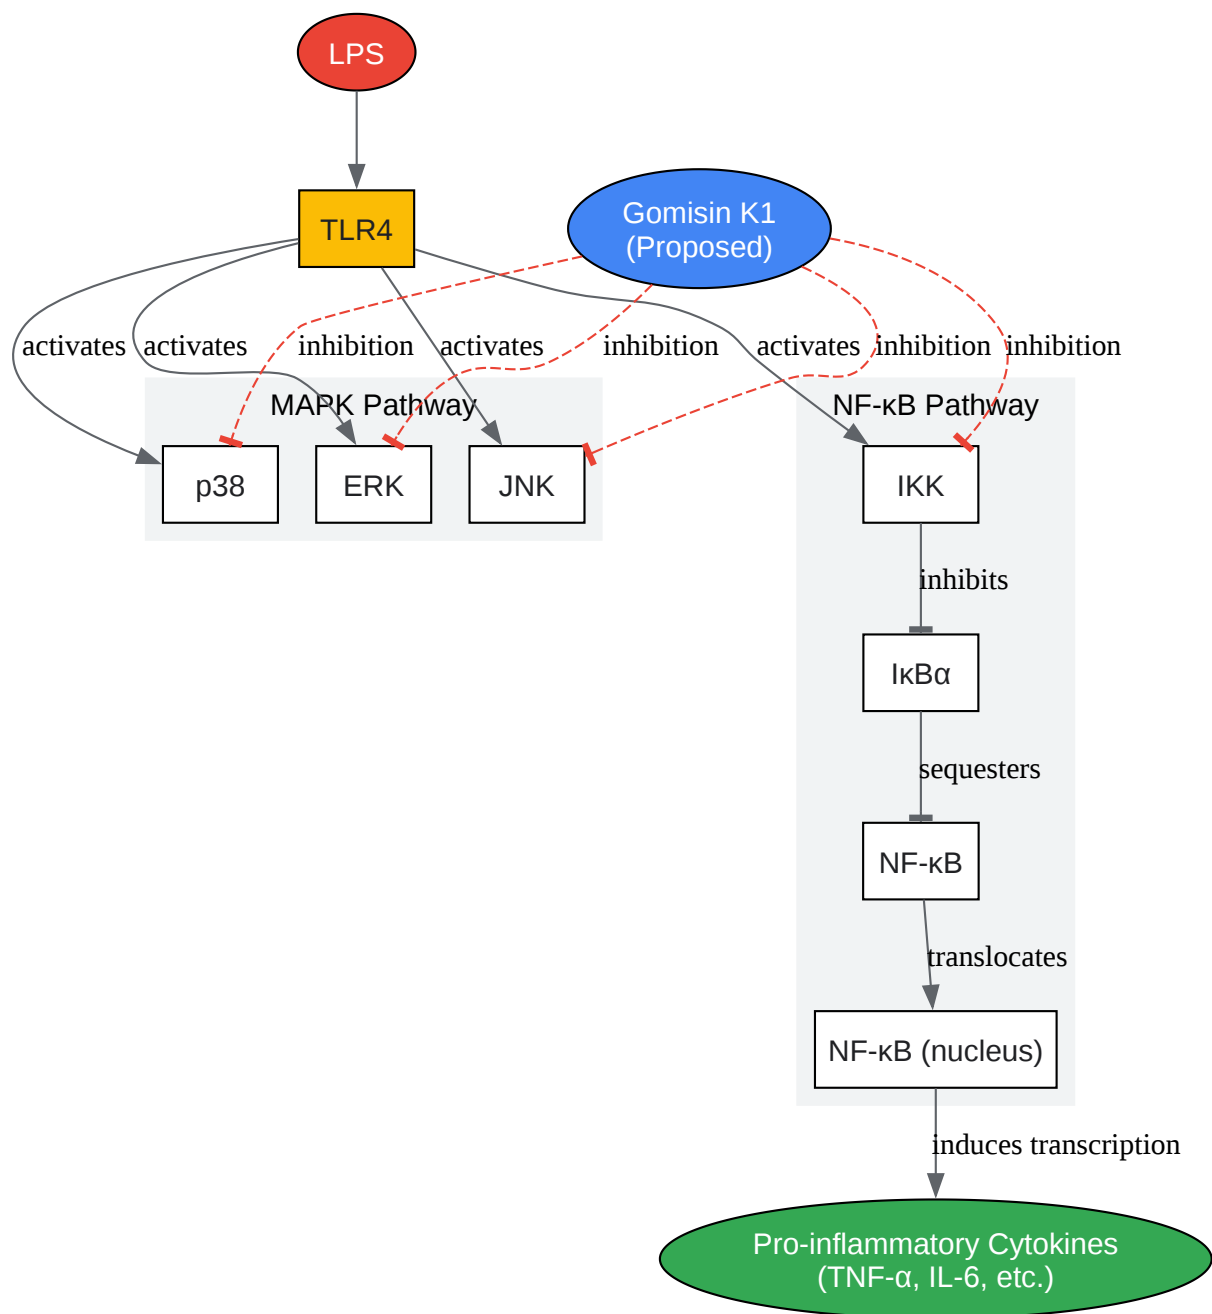 LPS
TLR4
Gomisin K1
(Proposed)
activates
activates
inhibition
activates
inhibition
activates
inhibition
inhibition
MAPK Pathway
NF-κB Pathway
p38
ERK
JNK
IKK
inhibits
IκBα
sequesters
NF-κB
translocates
NF-κB (nucleus)
induces transcription
Pro-inflammatory Cytokines
(TNF-α, IL-6, etc.)